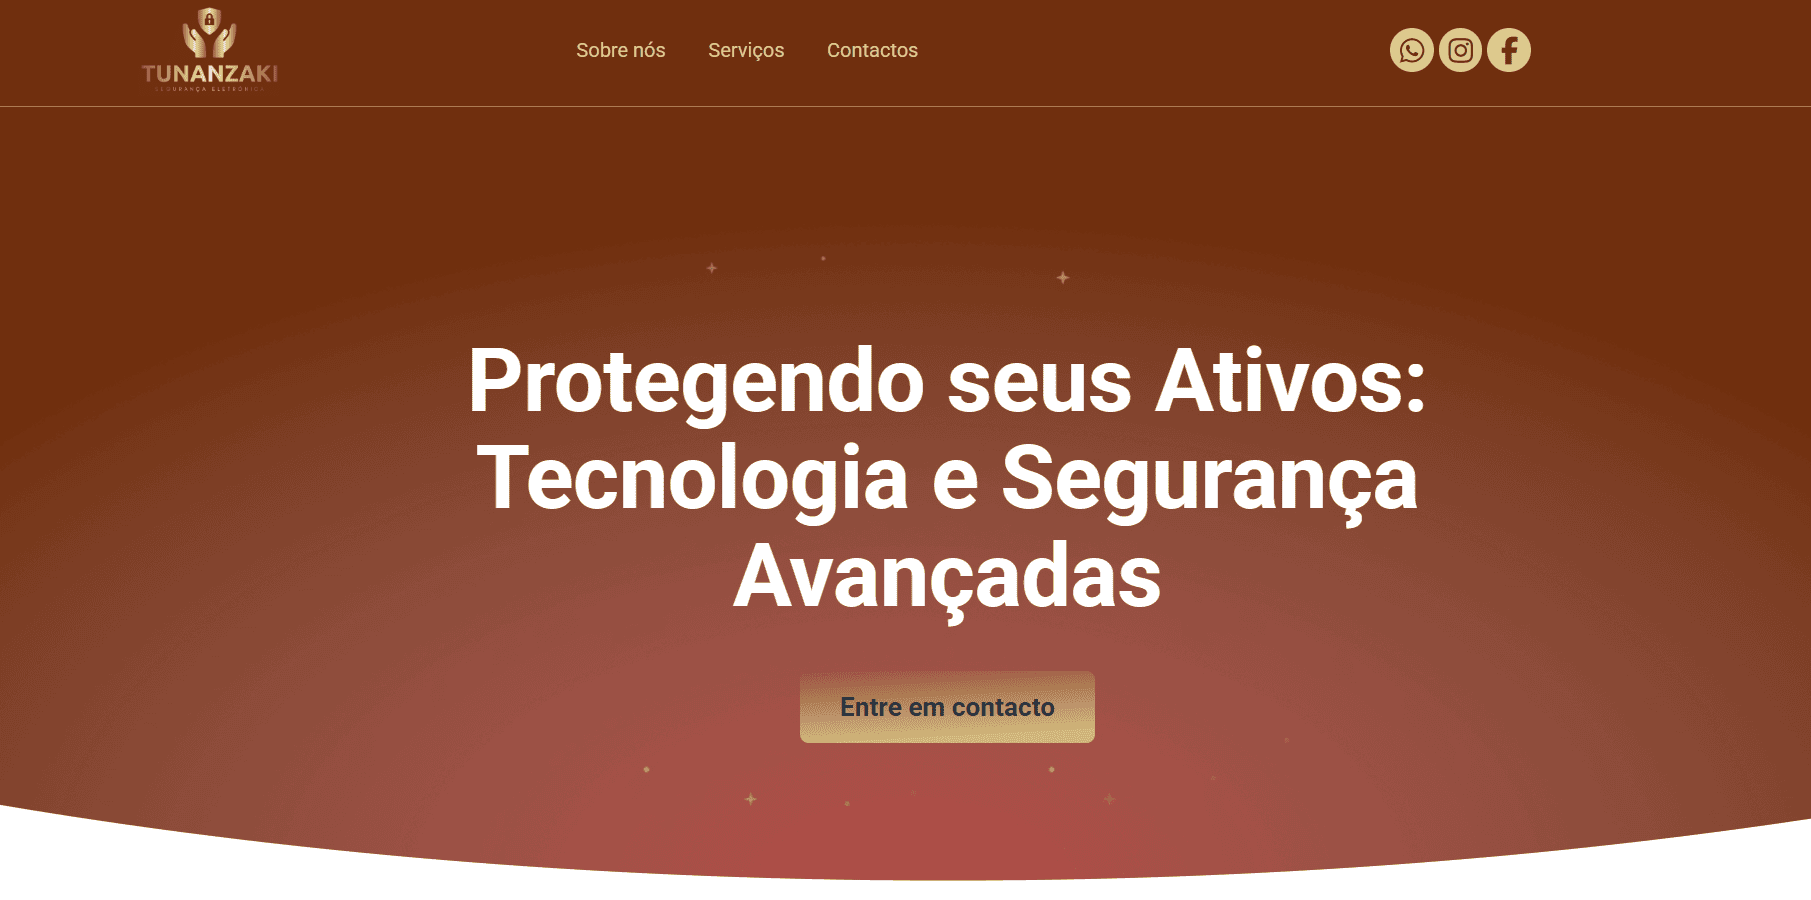 TUNANZAKI
SEGURANÇA ELETRÓNICA
Sobre nós
Serviços
Contactos
Protegendo seus Ativos:
Tecnologia e Segurança
Avançadas
Entre em contacto